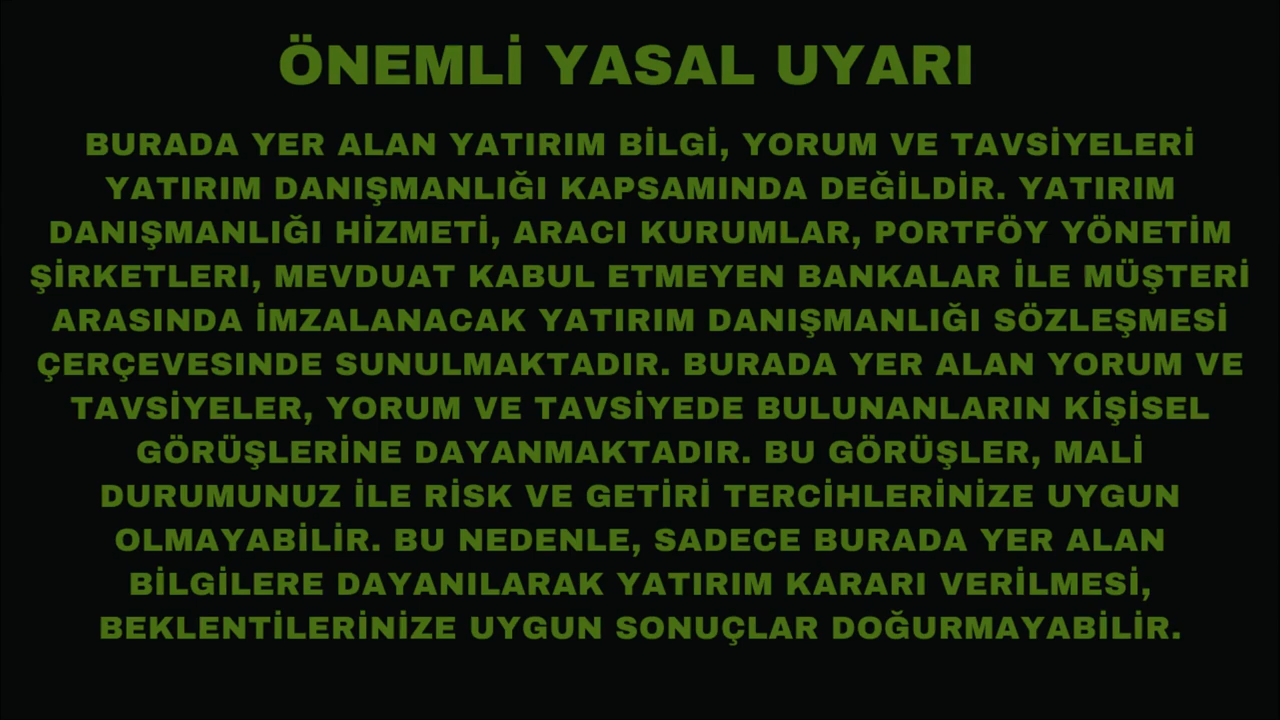 ÖNEMLİ YASAL UYARI
BURADA YER ALAN YATIRIM BİLGİ, YORUM VE TAVSİYELERİ
YATIRIM DANIŞMANLIĞI KAPSAMINDA DEĞİLDİR. YATIRIM
DANIŞMANLIĞI HİZMETİ, ARACI KURUMLAR, PORTFÖY YÖNETİM
ŞİRKETLERI, MEVDUAT KABUL ETMEYEN BANKALAR İLE MÜŞTERİ
ARASINDA İMZALANACAK YATIRIM DANIŞMANLIĞI SÖZLEŞMESİ
ÇERÇEVESINDE SUNULMAKTADIR. BURADA YER ALAN YORUM VE
TAVSİYELER, YORUM VE TAVSİYEDE BULUNANLARIN KİŞİSEL
GÖRÜŞLERİNE DAYANMAKTADIR. BU GÖRÜŞLER, MALİ
DURUMUNUZ İLE RİSK VE GETİRİ TERCİHLERİNİZE UYGUN
OLMAYABİLİR. BU NEDENLE, SADECE BURADA YER ALAN
BİLGİLERE DAYANILARAK YATIRIM KARARI VERİLMESİ,
BEKLENTİLERİNİZE UYGUN SONUÇLAR DOĞURMAYABİLİR.